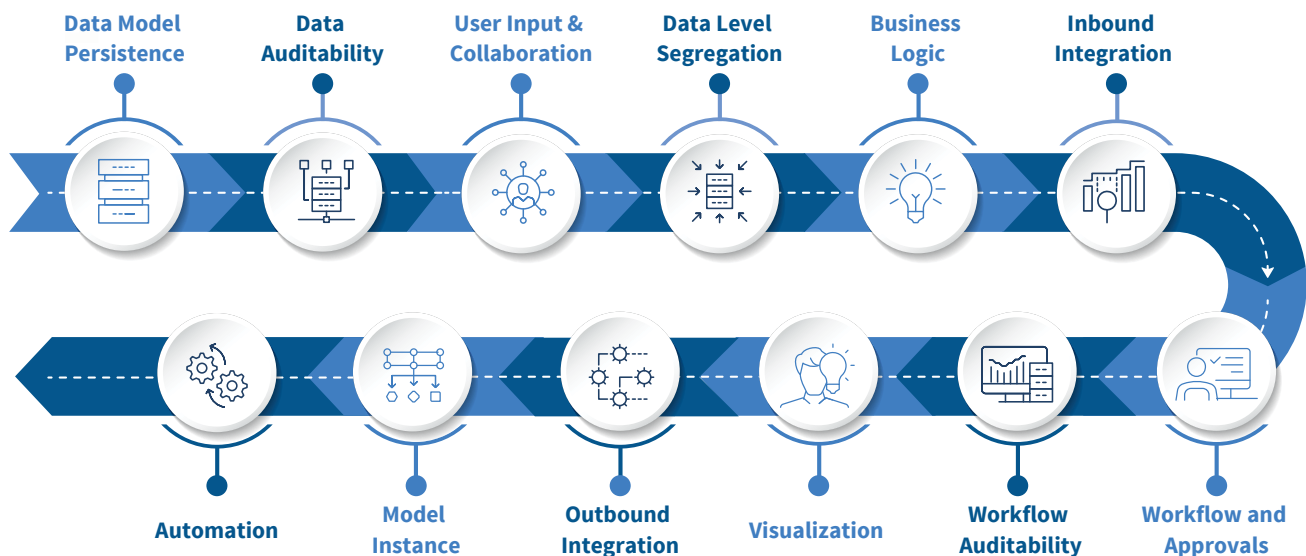 Data Model
Persistence
Data
Auditability
User Input &
Collaboration
Data Level
Segregation
Business
Logic
Inbound
Integration
Automation
Model
Instance
Outbound
Integration
Visualization
Workflow
Auditability
Workflow and
Approvals